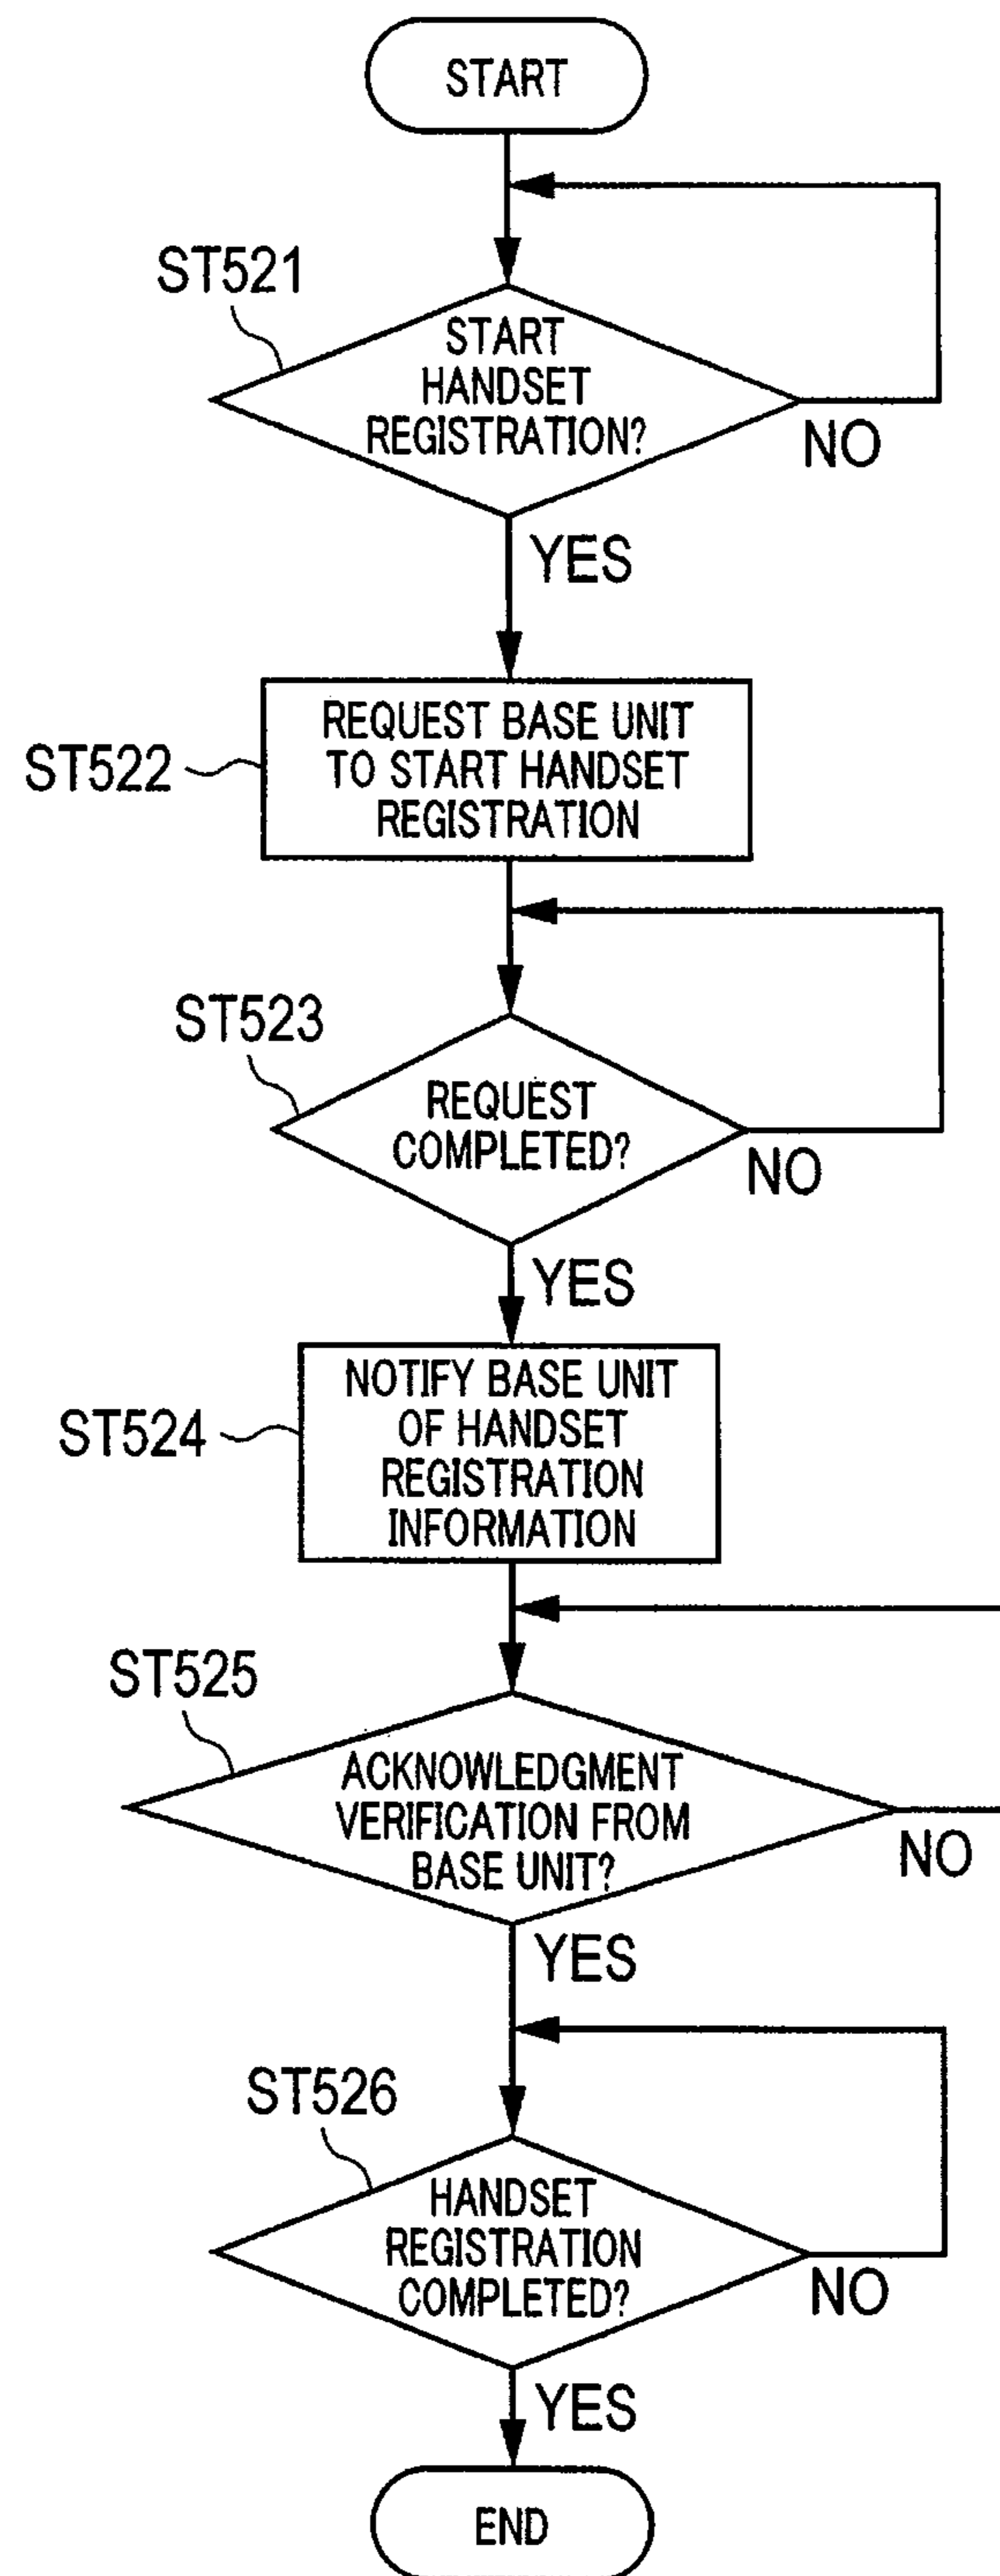 START
ST521
START
HANDSET
REGISTRATION?
NO
YES
ST522
REQUEST BASE UNIT
TO START HANDSET
REGISTRATION
ST523
REQUEST
COMPLETED?
NO
YES
ST524
NOTIFY BASE UNIT
OF HANDSET
REGISTRATION
INFORMATION
ST525
ACKNOWLEDGMENT
VERIFICATION FROM
BASE UNIT?
NO
YES
ST526
HANDSET
REGISTRATION
COMPLETED?
NO
YES
END